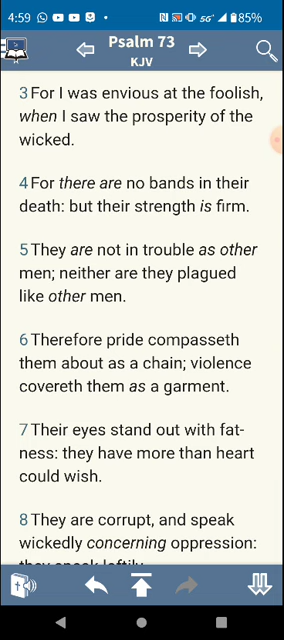 4:59
5G
85%
Psalm 73
KJV
3 For I was envious at the foolish,
when I saw the prosperity of the
wicked.
4 For there are no bands in their
death: but their strength is firm.
5 They are not in trouble as other
men; neither are they plagued
like other men.
6 Therefore pride compasseth
them about as a chain; violence
covereth them as a garment.
7 Their eyes stand out with fat-
ness: they have more than heart
could wish.
8 They are corrupt, and speak
wickedly concerning oppression:
they speak loftily